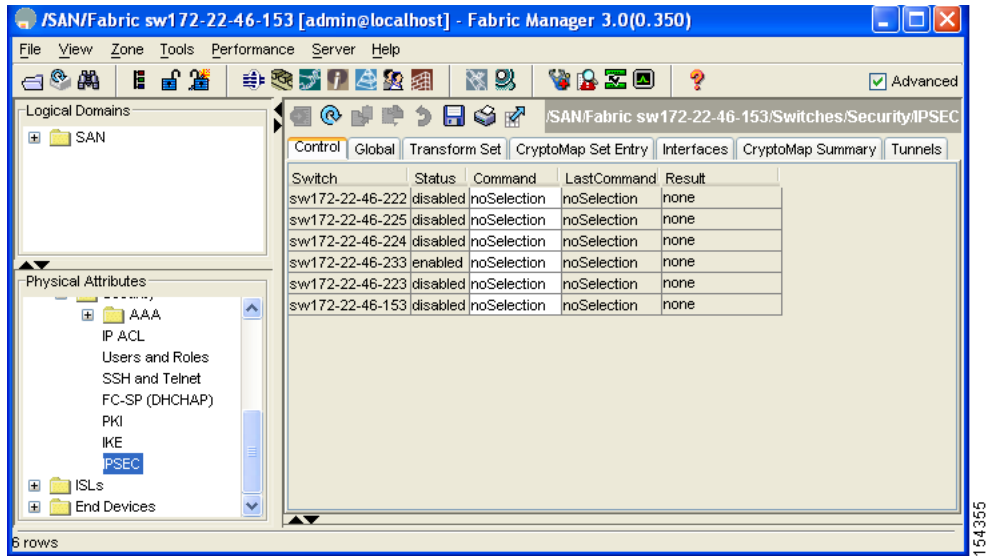 /SAN/Fabric sw172-22-46-153 [admin@localhost] - Fabric Manager 3.0(0.350)
File View Zone Tools Performance Server Help
Advanced
Logical Domains
SAN
/SAN/Fabric sw172-22-46-153/Switches/Security/IPSEC
Control Global Transform Set CryptoMap Set Entry Interfaces CryptoMap Summary Tunnels
Switch Status Command LastCommand Result
sw172-22-46-222 disabled noSelection noSelection none
sw172-22-46-225 disabled noSelection noSelection none
sw172-22-46-224 disabled noSelection noSelection none
sw172-22-46-233 enabled noSelection noSelection none
sw172-22-46-223 disabled noSelection noSelection none
sw172-22-46-153 disabled noSelection noSelection none
Physical Attributes
Security
AAA
IP ACL
Users and Roles
SSH and Telnet
FC-SP (DHCHAP)
PKI
IKE
IPSEC
ISLs
End Devices
6 rows
154355